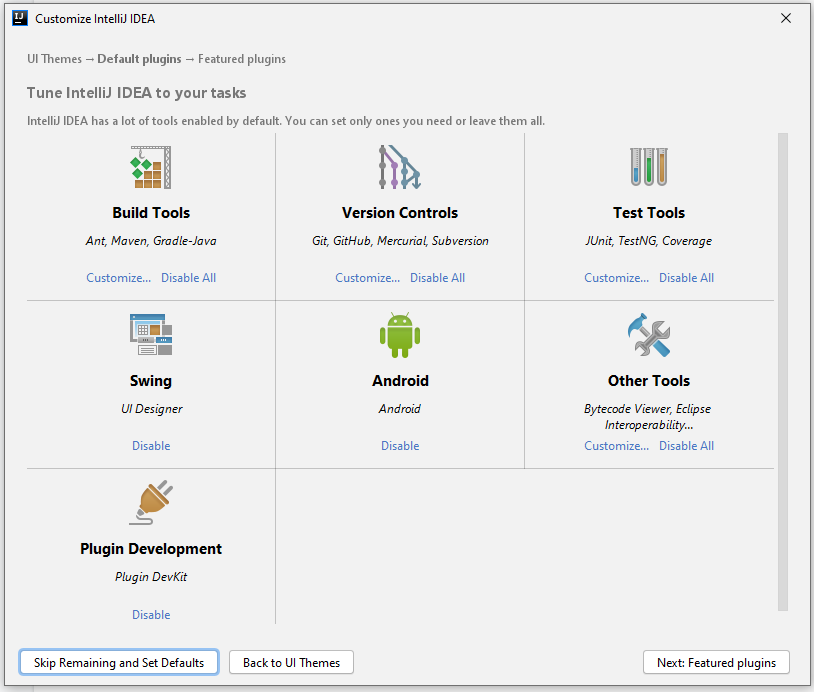 IJ
Customize IntelliJ IDEA
UI Themes → Default plugins → Featured plugins
Tune IntelliJ IDEA to your tasks
IntelliJ IDEA has a lot of tools enabled by default. You can set only ones you need or leave them all.
Build Tools
Ant, Maven, Gradle-Java
Customize... Disable All
Version Controls
Git, GitHub, Mercurial, Subversion
Customize... Disable All
Test Tools
JUnit, TestNG, Coverage
Customize... Disable All
Swing
UI Designer
Disable
Android
Android
Disable
Other Tools
Bytecode Viewer, Eclipse
Interoperability...
Customize... Disable All
Plugin Development
Plugin DevKit
Disable
Skip Remaining and Set Defaults
Back to UI Themes
Next: Featured plugins